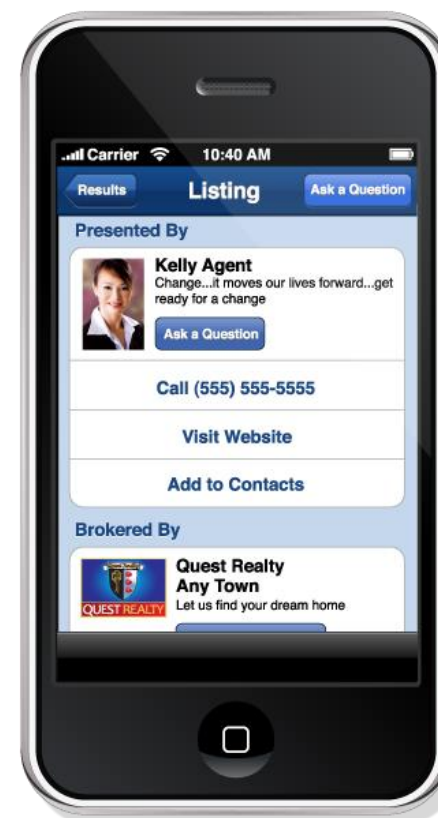 Carrier 10:40 AM
Results Listing Ask a Question
Presented By
Kelly Agent
Change...it moves our lives forward...get
ready for a change
Ask a Question
Call (555) 555-5555
Visit Website
Add to Contacts
Brokered By
Quest Realty
Any Town
Let us find your dream home
QUEST REALTY